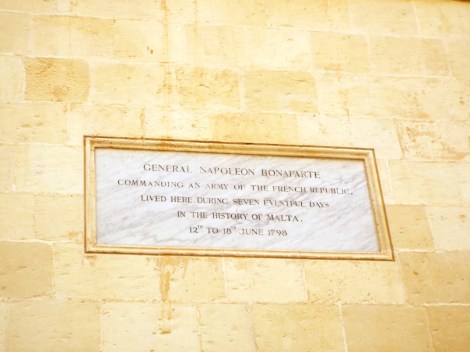 GENERAL NAPOLEON BONAPARTE
COMMANDING AN ARMY OF THE FRENCH REPUBLIC,
LIVED HERE DURING SEVEN EVENTFUL DAYS
IN THE HISTORY OF MALTA.
12TH TO 18TH JUNE 1798